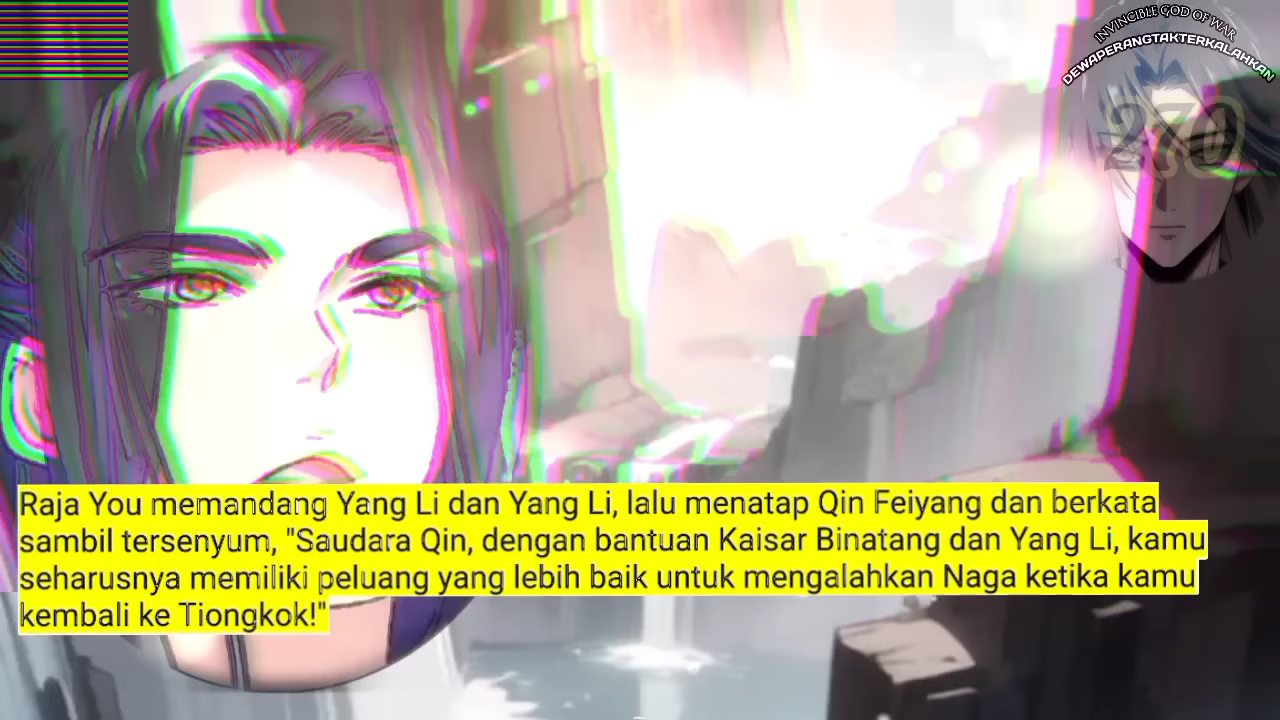 INVINCIBLE GOD OF WAR
DEWAPERANGTAKTERKALAHKAN
270
Raja You memandang Yang Li dan Yang Li, lalu menatap Qin Feiyang dan berkata
sambil tersenyum, "Saudara Qin, dengan bantuan Kaisar Binatang dan Yang Li, kamu
seharusnya memiliki peluang yang lebih baik untuk mengalahkan Naga ketika kamu
kembali ke Tiongkok!"